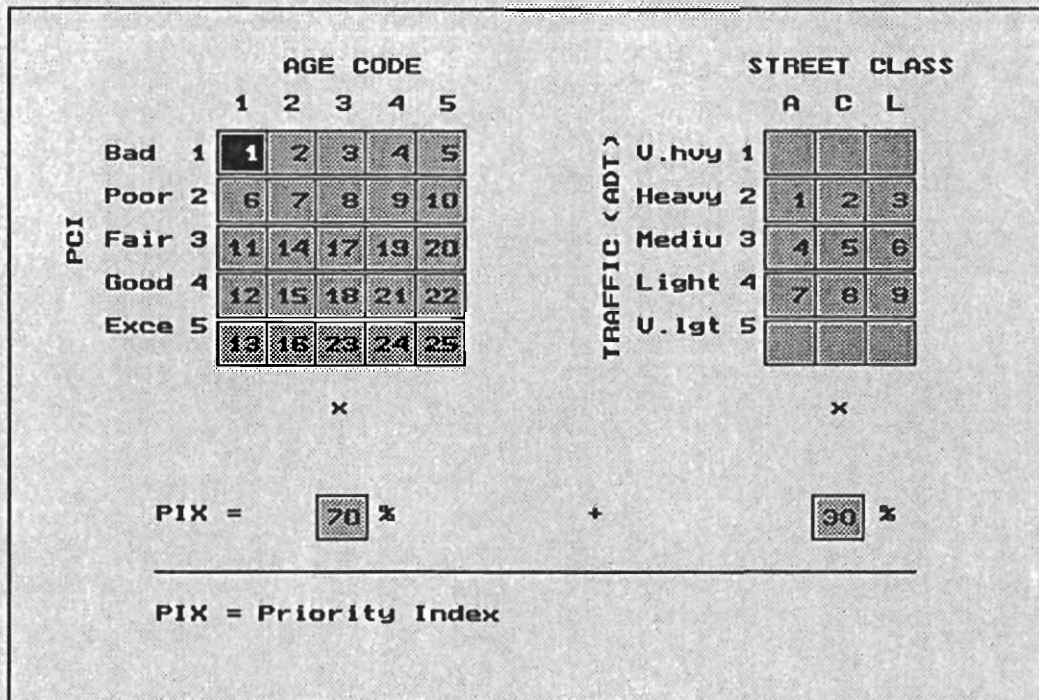 AGE CODE STREET CLASS
1 2 3 4 5 A C L
Bad 1 1 2 3 4 5 V.hvy 1
Poor 2 6 7 8 9 10 Heavy 2 1 2 3
PCI Fair 3 11 14 17 19 20 TRAFFIC (ADT) Mediu 3 4 5 6
Good 4 12 15 18 21 22 Light 4 7 8 9
Exce 5 13 16 23 24 25 V.lgt 5
x x
PIX = 70 % + 30 %
PIX = Priority Index